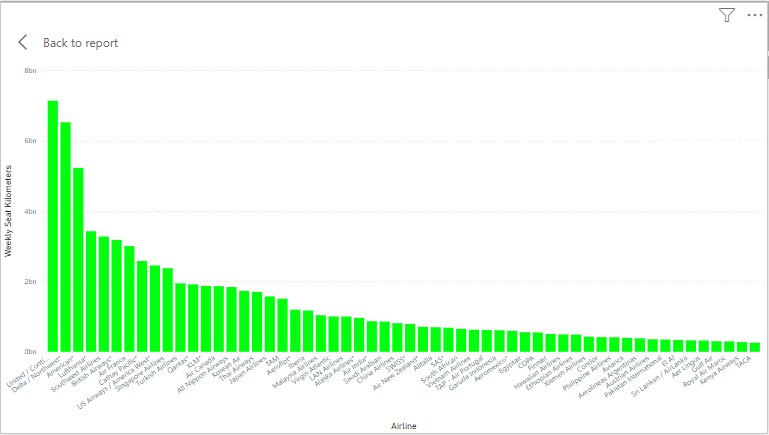 Back to report
8bn
6bn
4bn
2bn
0bn
Weekly Seat Kilometers
United / Conti...
Delta / Northwest*
American*
Lufthansa*
Southwest Airlines
British Airways*
Air France
Cathay Pacific*
US Airways / America West*
Singapore Airlines
Turkish Airlines
Qantas*
KLM*
Air Canada
All Nippon Airways
Korean Air
Thai Airways
Japan Airlines
TAM
Aeroflot*
Iberia
Malaysia Airlines
Virgin Atlantic
LAN Airlines
Alaska Airlines*
Air India*
Saudi Arabian
China Airlines
SWISS*
Air New Zealand*
Alitalia
SAS*
South African
Vietnam Airlines
TAP - Air Portugal
Garuda Indonesia
Aeromexico*
Egyptair
COPA
Finnair
Hawaiian Airlines
Ethiopian Airlines
Xiamen Airlines
Condor
Philippine Airlines
Avianca
Aerolineas Argentinas
Austrian Airlines
Pakistan International
El Al
Sri Lankan / AirLanka
Aer Lingus
Gulf Air
Royal Air Maroc
Kenya Airways
TACA
Airline